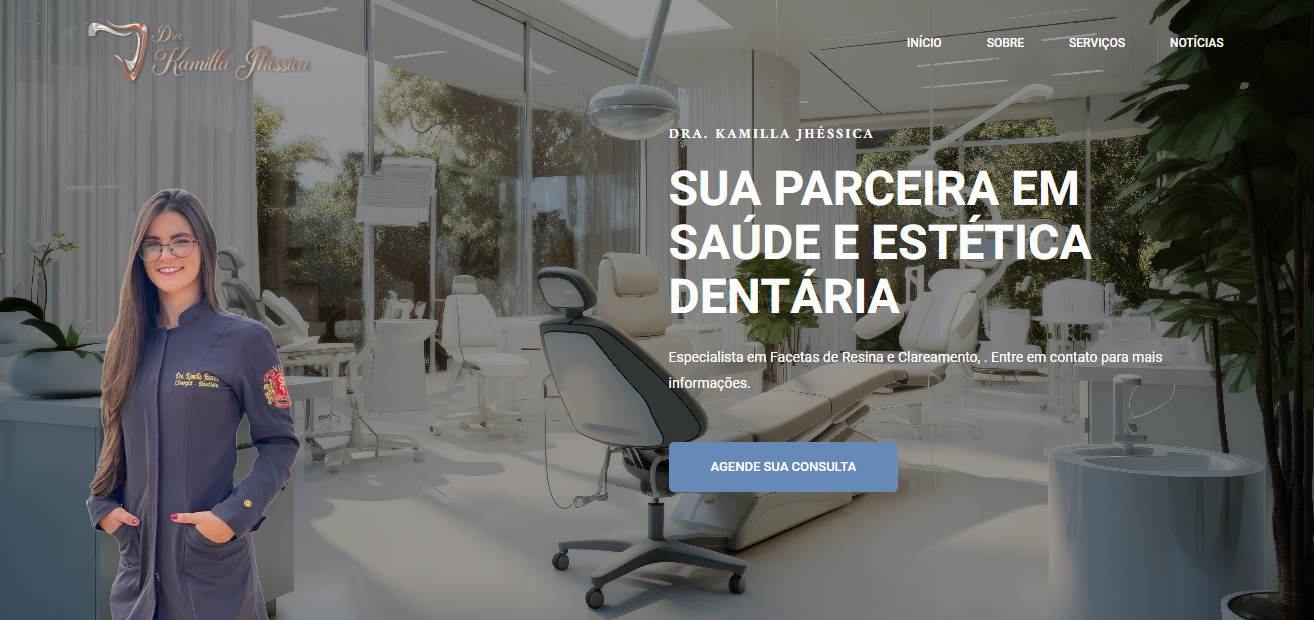 Dra.
Kamilla Jhéssica
INÍCIO SOBRE SERVIÇOS NOTÍCIAS
DRA. KAMILLA JHÉSSICA
SUA PARCEIRA EM
SAÚDE E ESTÉTICA
DENTÁRIA
Especialista em Facetas de Resina e Clareamento, . Entre em contato para mais
informações.
AGENDE SUA CONSULTA
Dra. Kamilla
Cirurgiã - Dentista